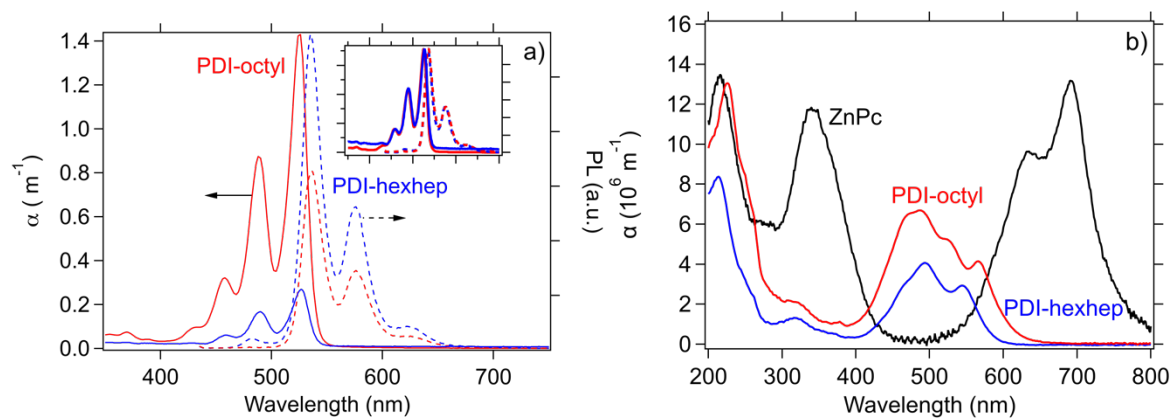 a)
PDI-octyl
PDI-hexhep
1.4
1.2
1.0
0.8
0.6
0.4
0.2
0.0
α ( m⁻¹)
PL (a.u.)
400 500 600 700
Wavelength (nm)
b)
ZnPc
PDI-octyl
PDI-hexhep
16
14
12
10
8
6
4
2
0
α (10⁹ m⁻¹)
200 300 400 500 600 700 800
Wavelength (nm)